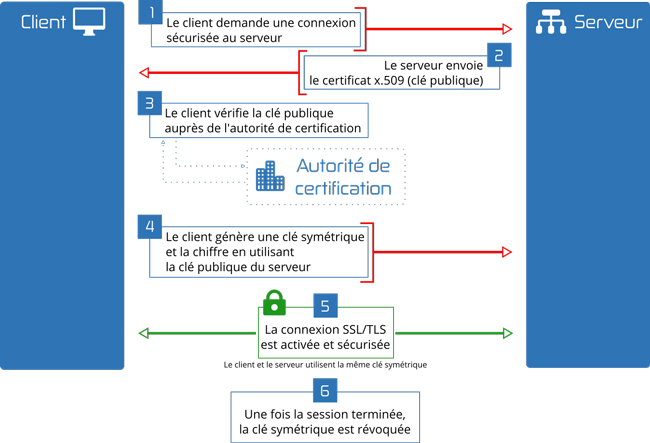 Client
Serveur
1
Le client demande une connexion
sécurisée au serveur
2
Le serveur envoie
le certificat x.509 (clé publique)
3
Le client vérifie la clé publique
auprès de l'autorité de certification
Autorité de
certification
4
Le client génère une clé symétrique
et la chiffre en utilisant
la clé publique du serveur
5
La connexion SSL/TLS
est activée et sécurisée
Le client et le serveur utilisent la même clé symétrique
6
Une fois la session terminée,
la clé symétrique est révoquée